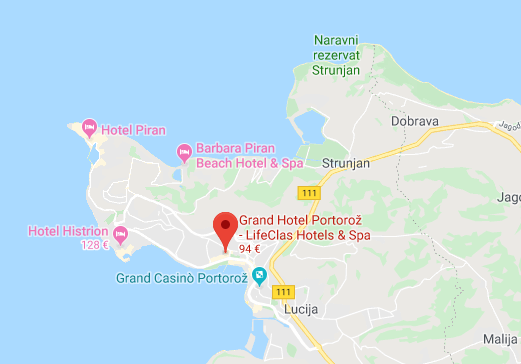 Naravni
rezervat
Strunjan
Dobrava
Hotel Piran
Barbara Piran
Beach Hotel & Spa
Strunjan
111
Jago
Grand Hotel Portorož
- LifeClas Hotels & Spa
94 €
Hotel Histrion
128 €
Grand Casinò Portorož
111
Lucija
Malija